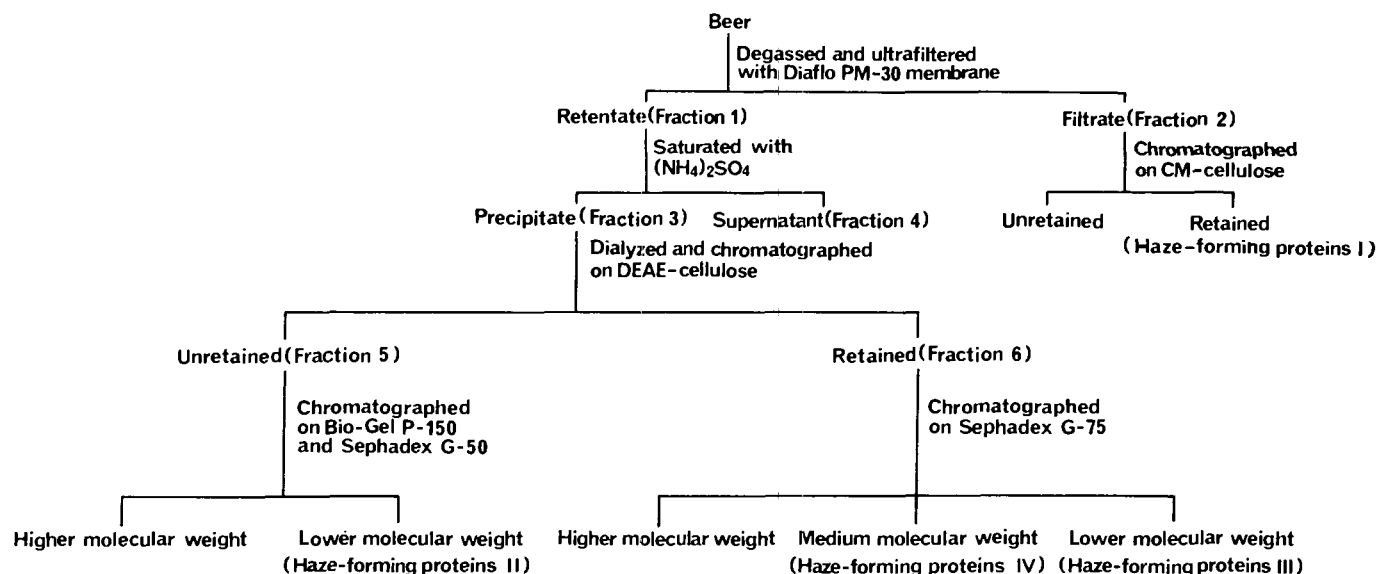 Beer
Degassed and ultrafiltered
with Diaflo PM-30 membrane
Retentate(Fraction 1)
Filtrate(Fraction 2)
Saturated with
(NH4)2SO4
Chromatographed
on CM-cellulose
Precipitate(Fraction 3)
Supernatant(Fraction 4)
Unretained
Retained
(Haze-forming proteins I)
Dialyzed and chromatographed
on DEAE-cellulose
Unretained(Fraction 5)
Retained(Fraction 6)
Chromatographed
on Bio-Gel P-150
and Sephadex G-50
Chromatographed
on Sephadex G-75
Higher molecular weight
Lower molecular weight
(Haze-forming proteins II)
Higher molecular weight
Medium molecular weight
(Haze-forming proteins IV)
Lower molecular weight
(Haze-forming proteins III)